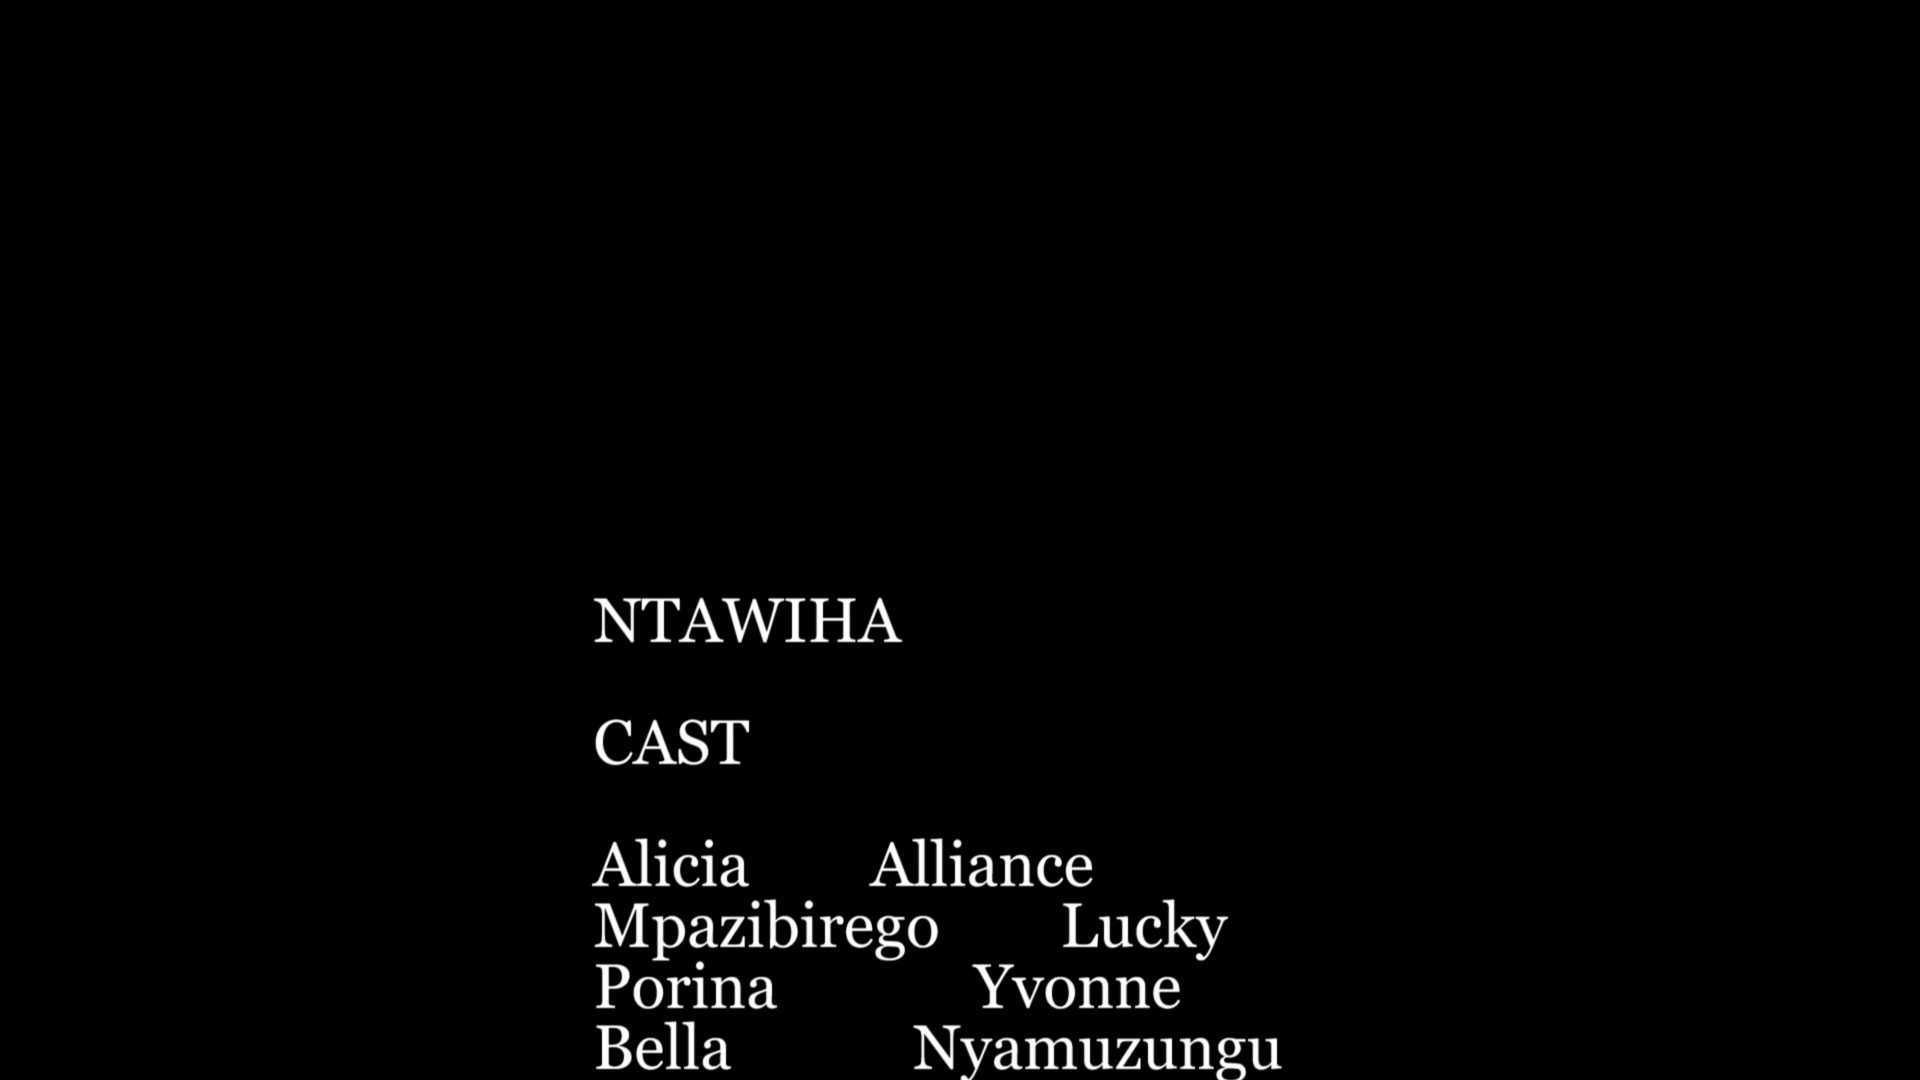 NTAWIHA
CAST
Alicia Alliance
Mpazibirego Lucky
Porina Yvonne
Bella Nyamuzungu